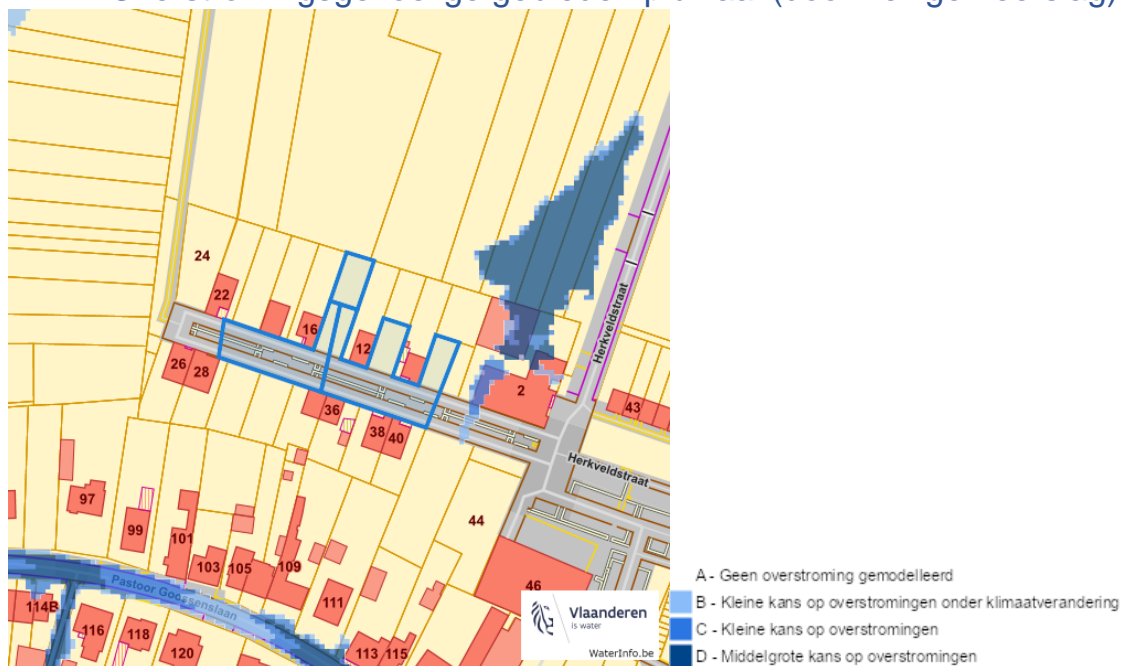 24
22
16
12
26
28
36
38
40
2
43
Herkveldstraat
Herkveldstraat
44
46
97
99
101
103
105
109
111
Pastoor Goossenslaan
114B
116
118
120
113
115
Vlaanderen
is water
WaterInfo.be
A - Geen overstroming gemodelleerd
B - Kleine kans op overstromingen onder klimaatverandering
C - Kleine kans op overstromingen
D - Middelgrote kans op overstromingen